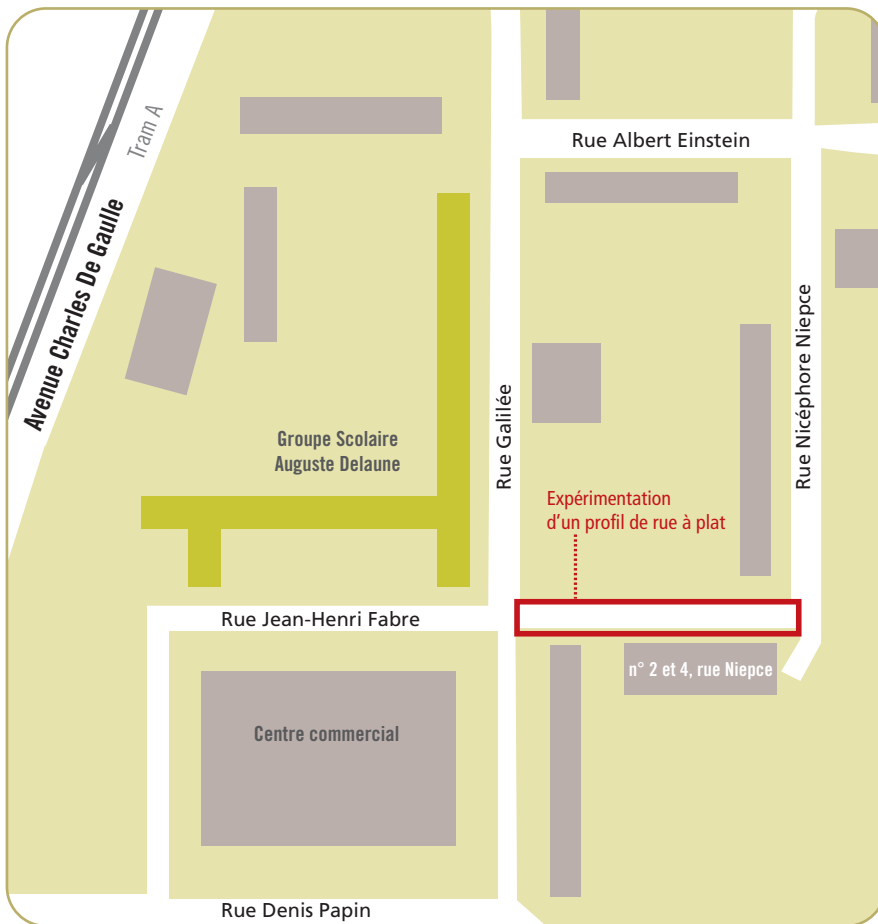 Tram A
Avenue Charles De Gaulle
Rue Albert Einstein
Rue Nicéphore Niepce
Rue Galilée
Groupe Scolaire
Auguste Delaune
Expérimentation
d'un profil de rue à plat
Rue Jean-Henri Fabre
n° 2 et 4, rue Niepce
Centre commercial
Rue Denis Papin